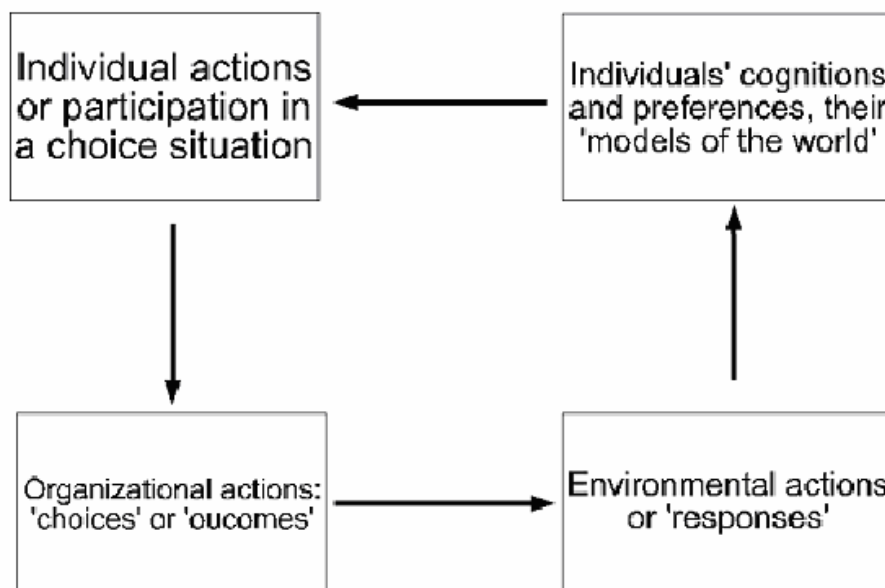 Individual actions
or participation in
a choice situation
Individuals' cognitions
and preferences, their
'models of the world'
Organizational actions:
'choices' or 'oucomes'
Environmental actions
or 'responses'